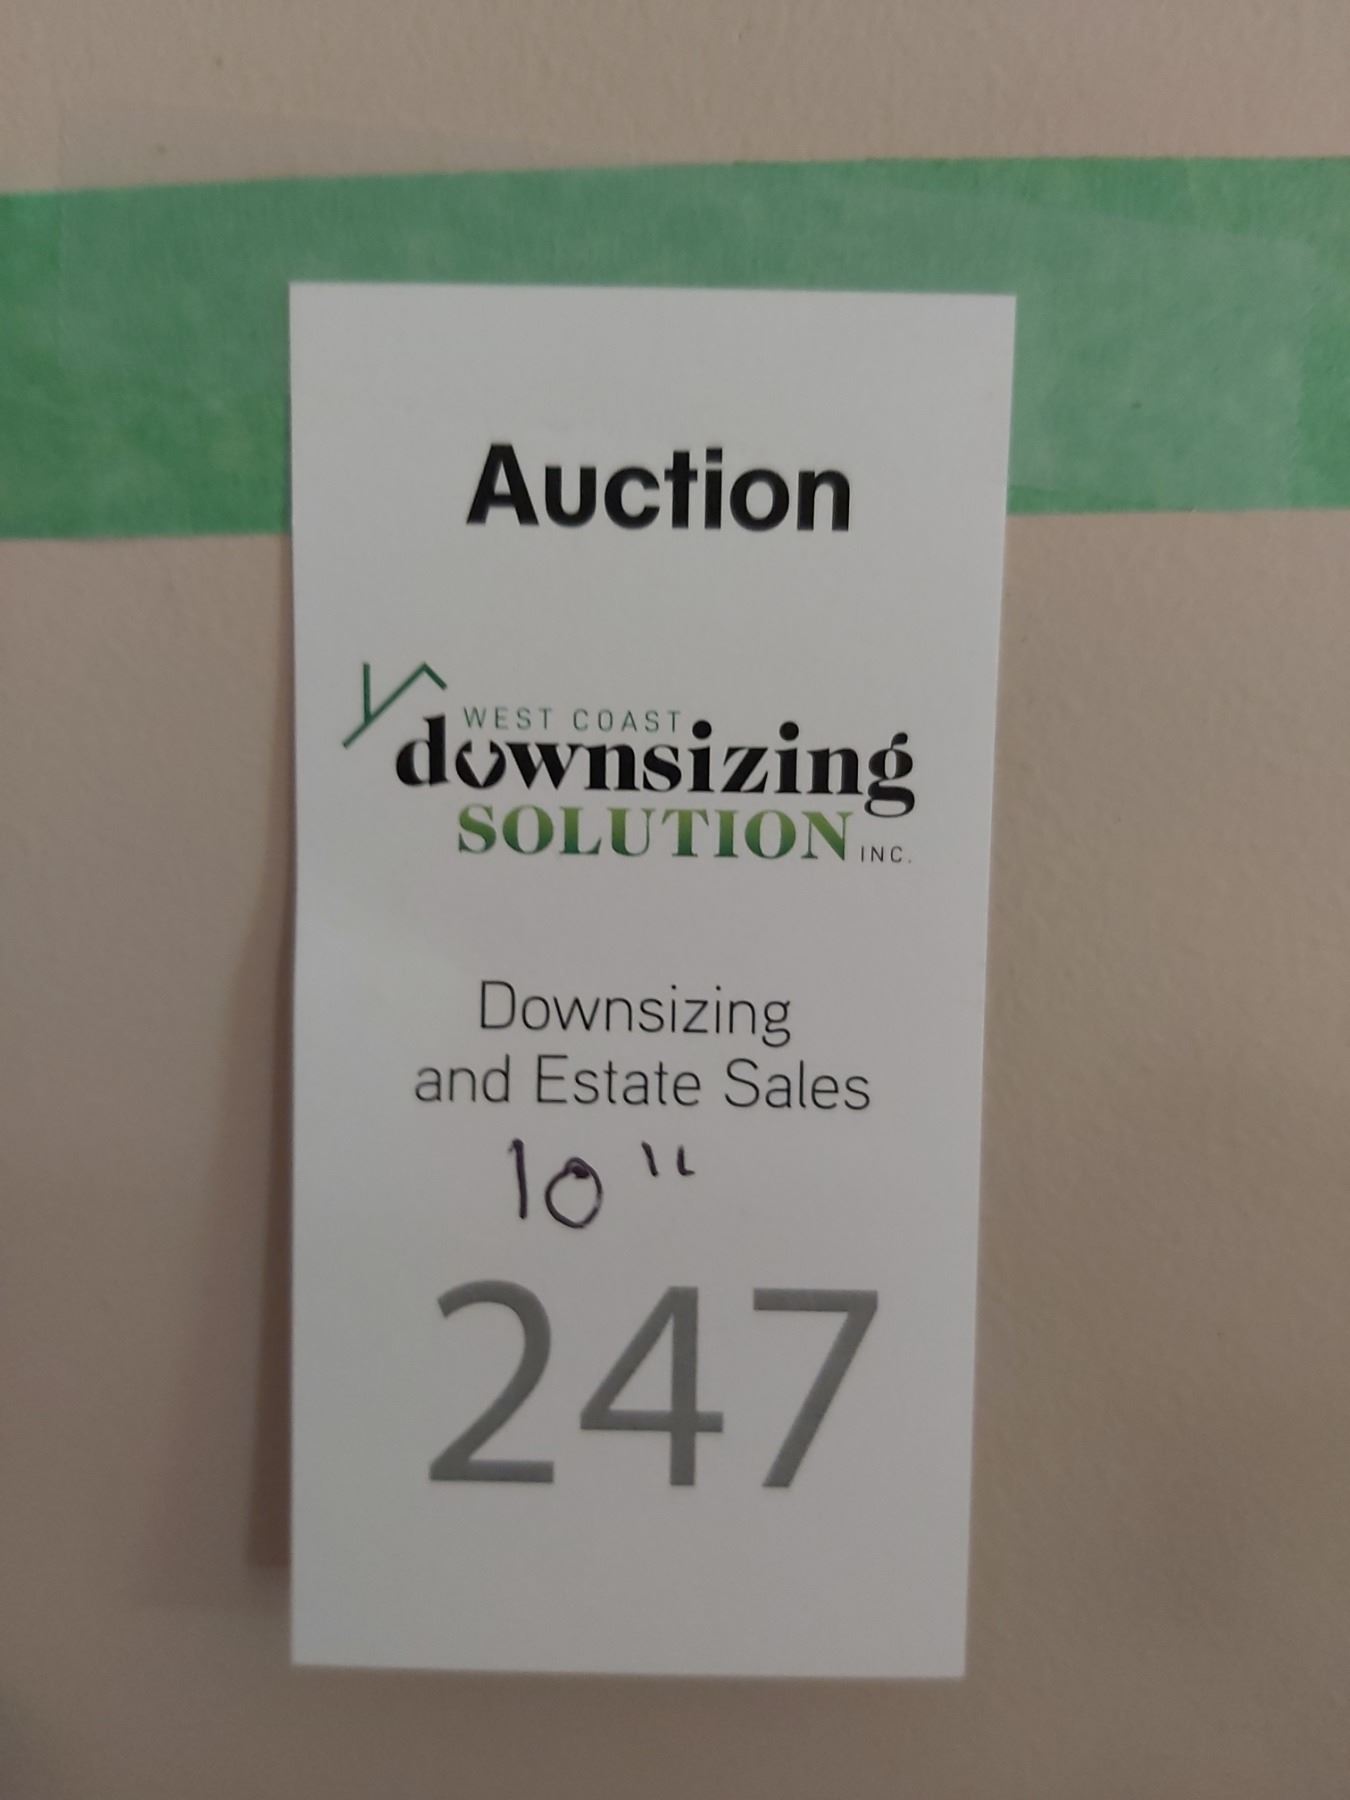 Auction
WEST COAST
downsizing
SOLUTION INC.
Downsizing
and Estate Sales
10"
247